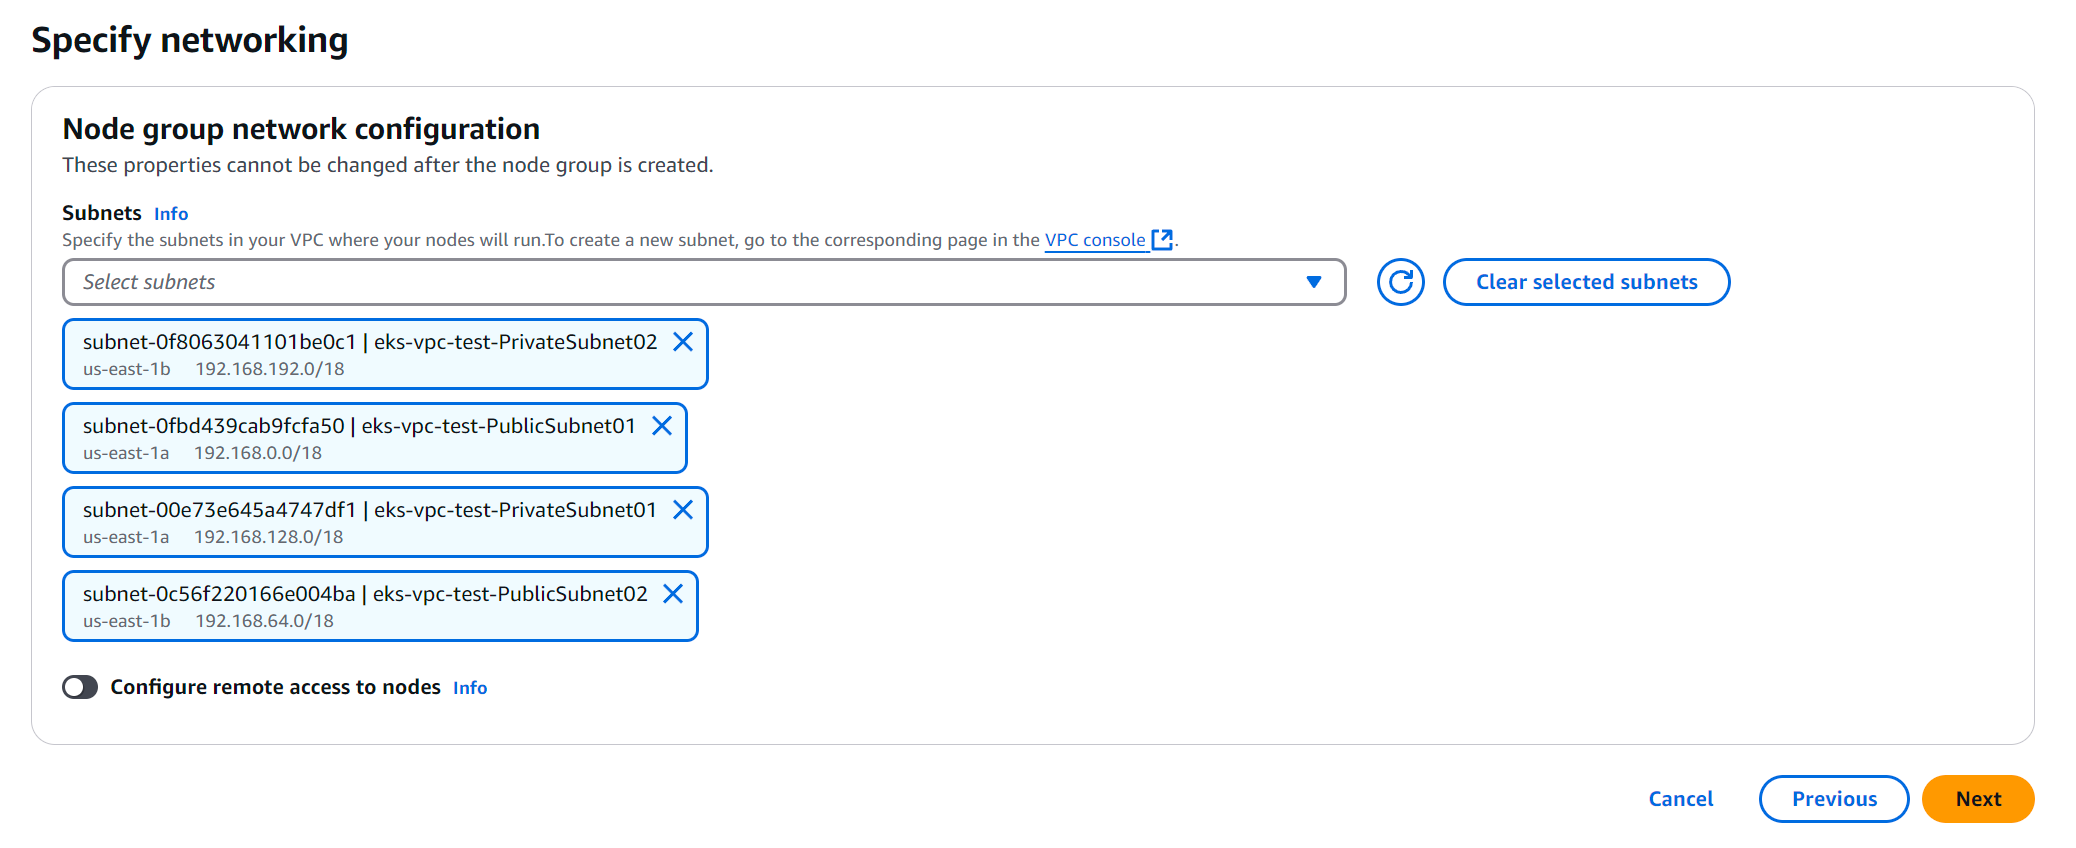 Specify networking
Node group network configuration
These properties cannot be changed after the node group is created.
Subnets Info
Specify the subnets in your VPC where your nodes will run.To create a new subnet, go to the corresponding page in the VPC console.
Select subnets
Clear selected subnets
subnet-0f8063041101be0c1 | eks-vpc-test-PrivateSubnet02
us-east-1b 192.168.192.0/18
subnet-0fbd439cab9fcfa50 | eks-vpc-test-PublicSubnet01
us-east-1a 192.168.0.0/18
subnet-00e73e645a4747df1 | eks-vpc-test-PrivateSubnet01
us-east-1a 192.168.128.0/18
subnet-0c56f220166e004ba | eks-vpc-test-PublicSubnet02
us-east-1b 192.168.64.0/18
Configure remote access to nodes Info
Cancel
Previous
Next